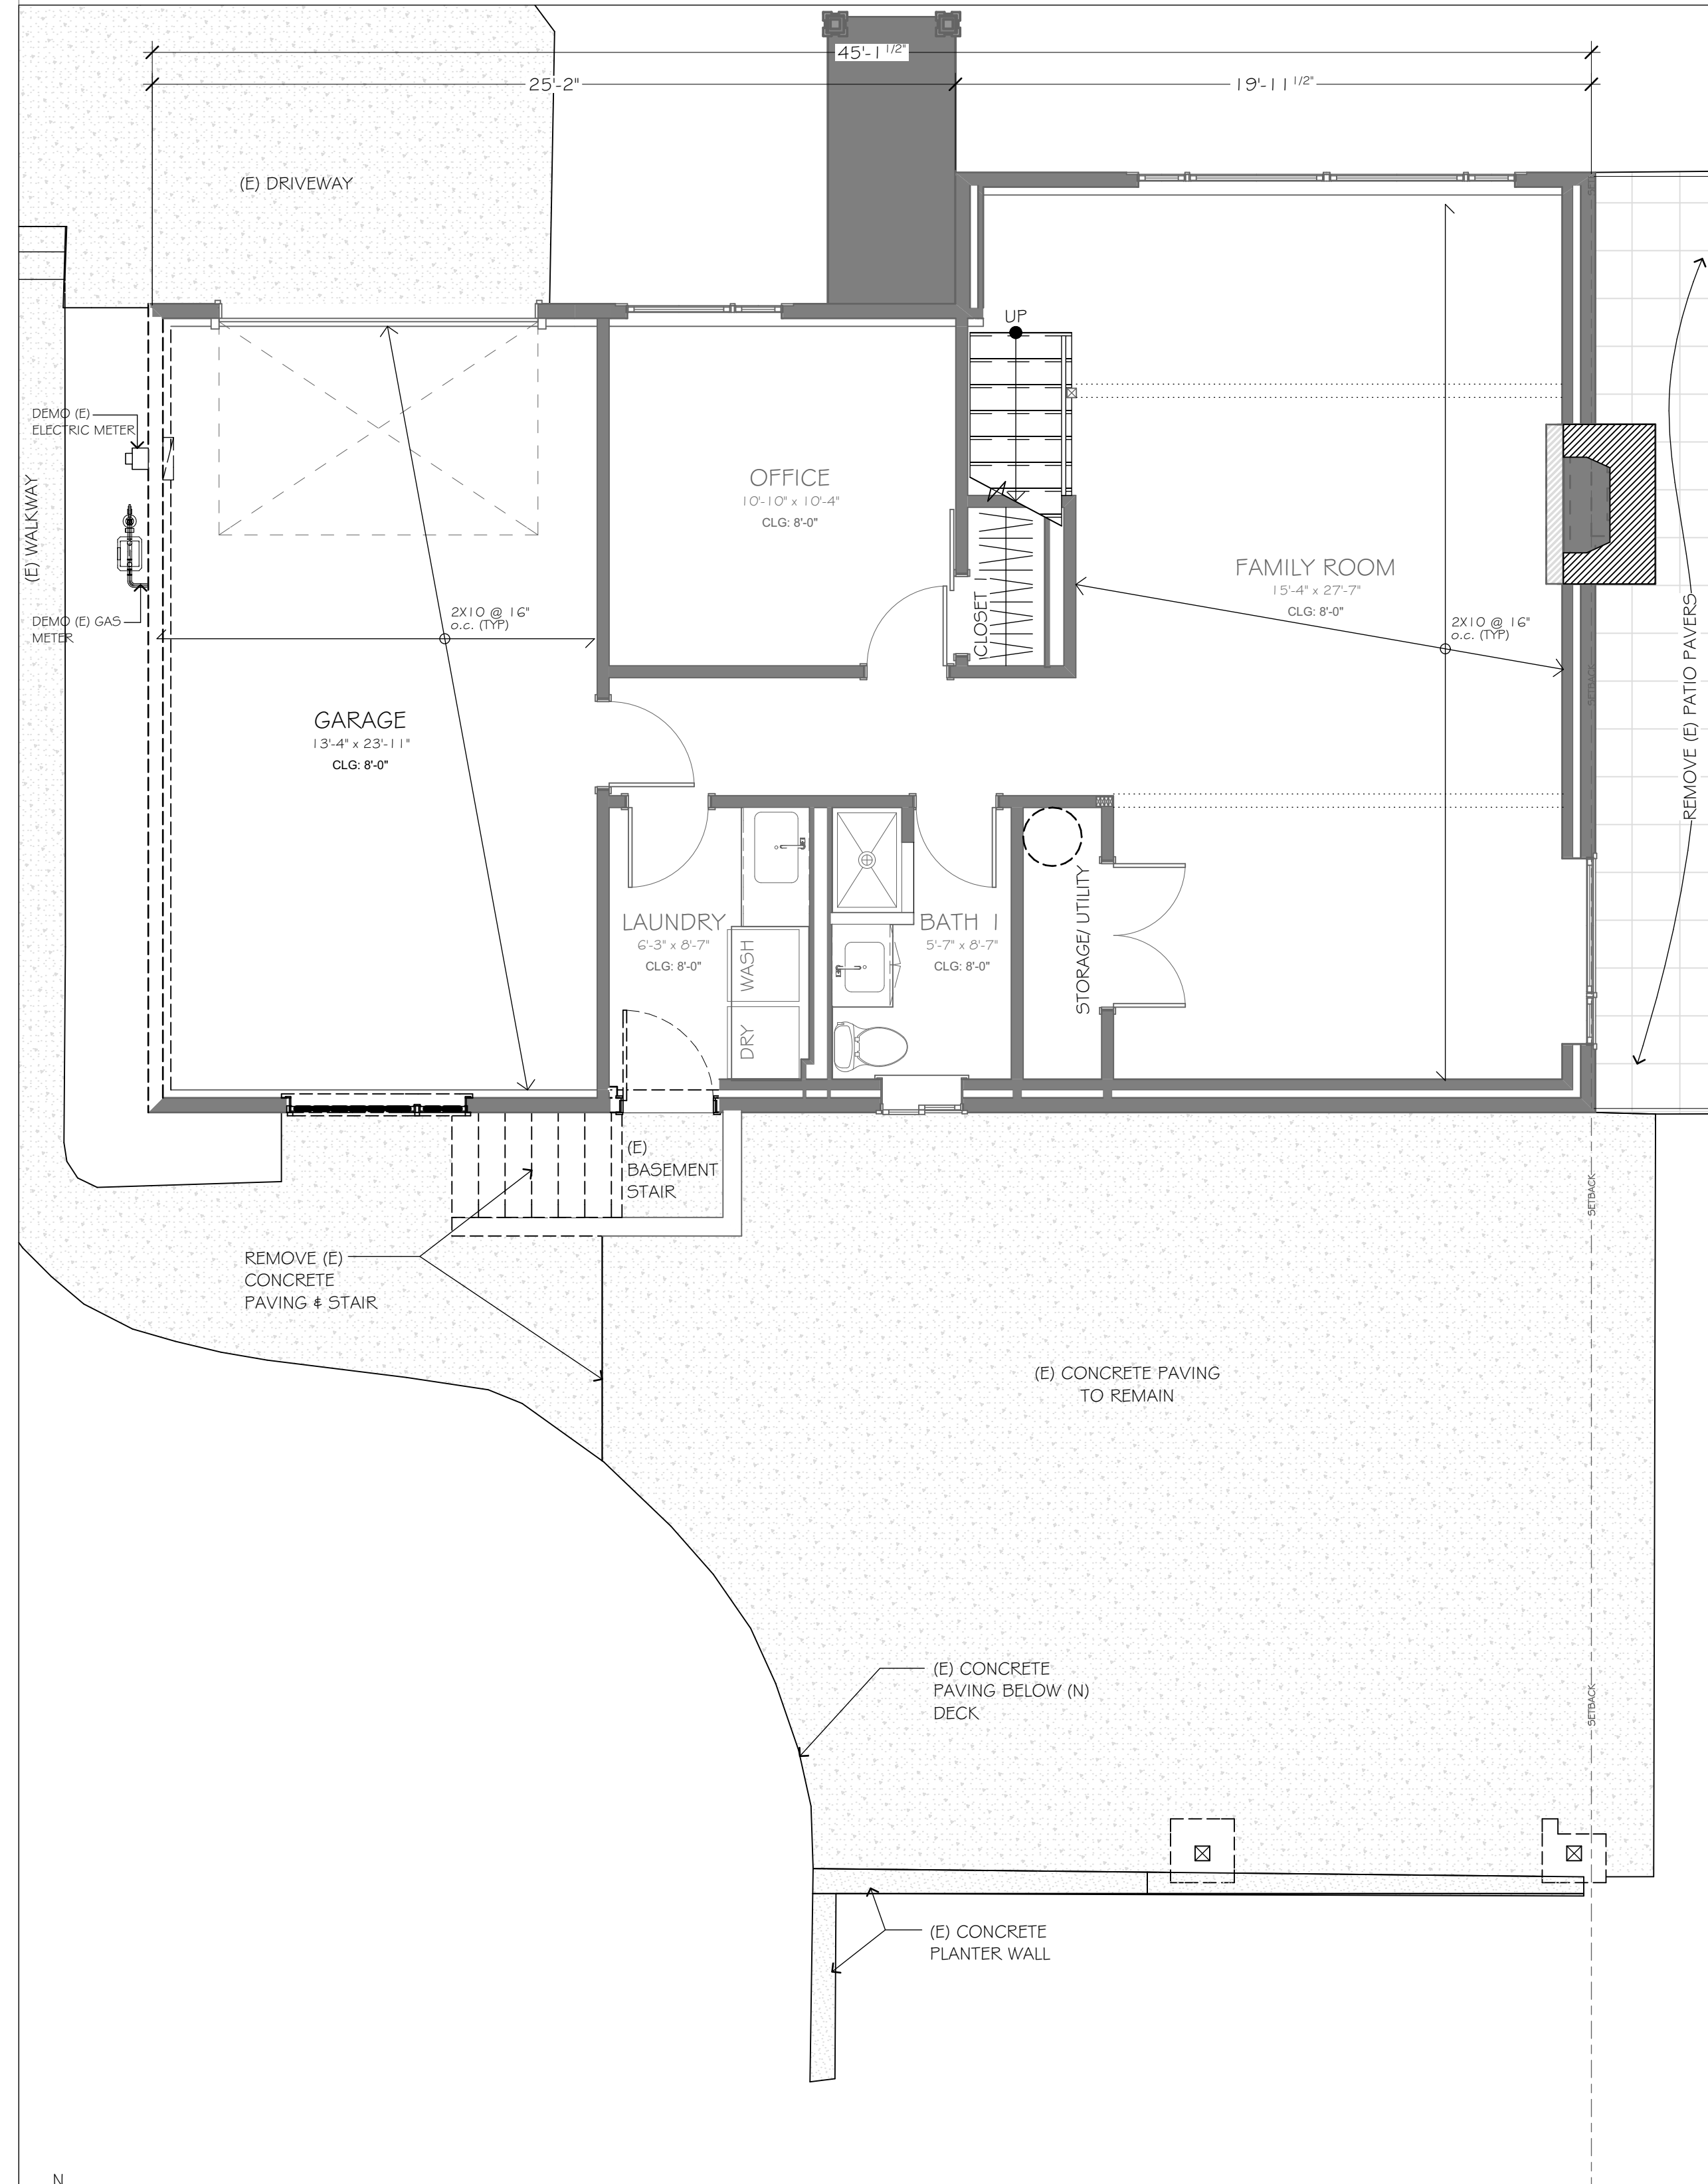 45'-1 1/2"
25'-2"
19'-11 1/2"
(E) DRIVEWAY
UP
DEMO (E)
ELECTRIC METER
(E) WALKWAY
DEMO (E) GAS
METER
2X10 @ 16"
o.c. (TYP)
OFFICE
10'-10" x 10'-4"
CLG: 8'-0"
CLOSET
FAMILY ROOM
15'-4" x 27'-7"
CLG: 8'-0"
2X10 @ 16"
o.c. (TYP)
SETBACK
REMOVE (E) PATIO PAVERS
GARAGE
13'-4" x 23'-11"
CLG: 8'-0"
LAUNDRY
6'-3" x 8'-7"
CLG: 8'-0"
WASH
DRY
BATH 1
5'-7" x 8'-7"
CLG: 8'-0"
STORAGE/ UTILITY
(E)
BASEMENT
STAIR
SETBACK
REMOVE (E)
CONCRETE
PAVING & STAIR
(E) CONCRETE PAVING
TO REMAIN
(E) CONCRETE
PAVING BELOW (N)
DECK
SETBACK
(E) CONCRETE
PLANTER WALL
N